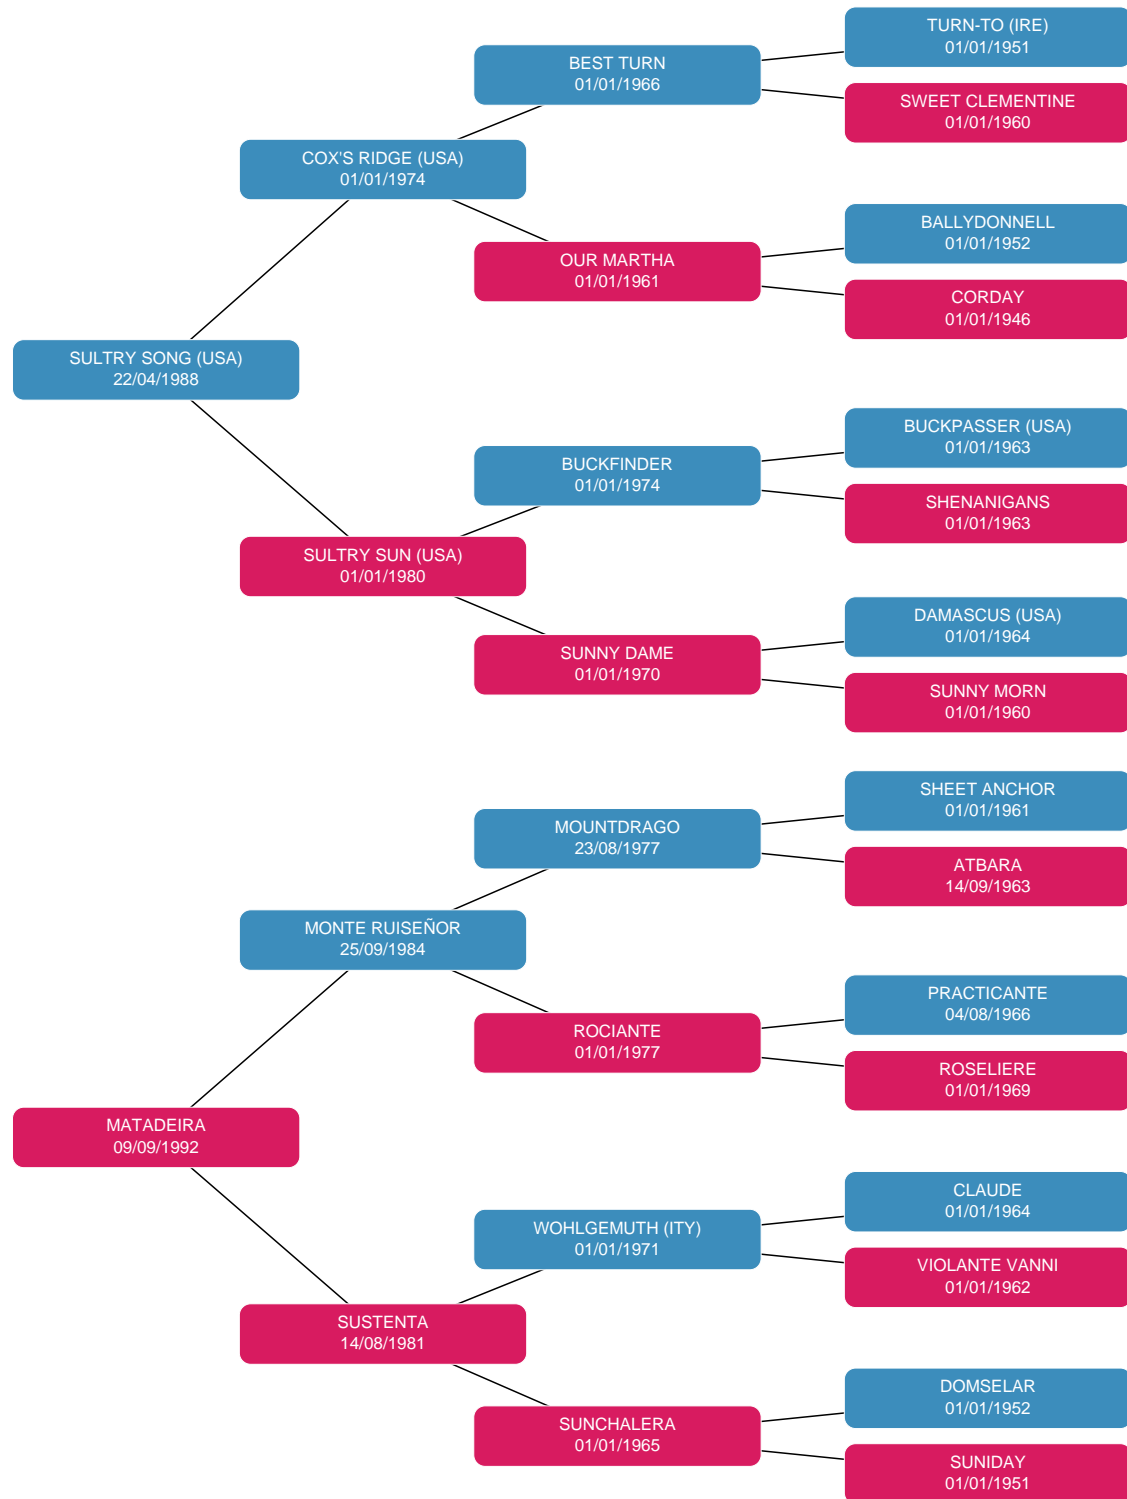 TURN-TO (IRE)
01/01/1951
BEST TURN
01/01/1966
SWEET CLEMENTINE
01/01/1960
COX'S RIDGE (USA)
01/01/1974
BALLYDONNELL
01/01/1952
OUR MARTHA
01/01/1961
CORDAY
01/01/1946
SULTRY SONG (USA)
22/04/1988
BUCKPASSER (USA)
01/01/1963
BUCKFINDER
01/01/1974
SHENANIGANS
01/01/1963
SULTRY SUN (USA)
01/01/1980
DAMASCUS (USA)
01/01/1964
SUNNY DAME
01/01/1970
SUNNY MORN
01/01/1960
SHEET ANCHOR
01/01/1961
MOUNTDRAGO
23/08/1977
ATBARA
14/09/1963
MONTE RUISEÑOR
25/09/1984
PRACTICANTE
04/08/1966
ROCIANTE
01/01/1977
ROSELIERE
01/01/1969
MATADEIRA
09/09/1992
CLAUDE
01/01/1964
WOHLGEMUTH (ITY)
01/01/1971
VIOLANTE VANNI
01/01/1962
SUSTENTA
14/08/1981
DOMSELAR
01/01/1952
SUNCHALERA
01/01/1965
SUNIDAY
01/01/1951